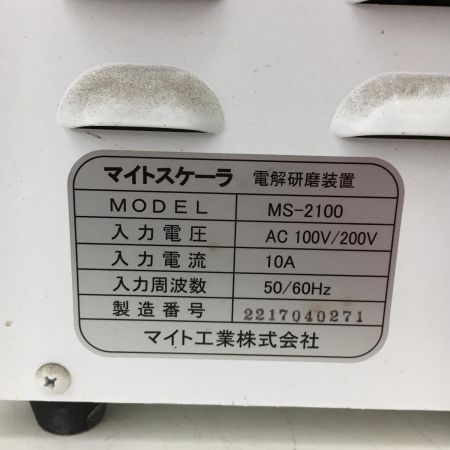 マイトスケーラ 電解研磨装置
MODEL MS-2100
入力電圧 AC 100V/200V
入力電流 10A
入力周波数 50/60Hz
製造番号 2217040271
マイト工業株式会社